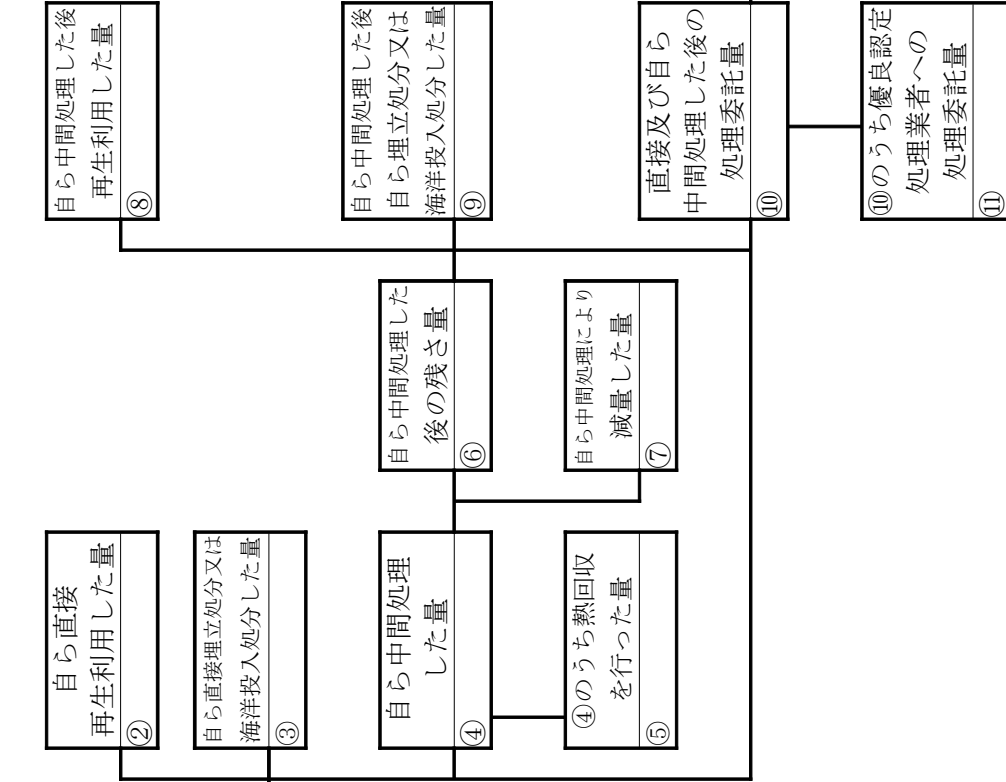 自ら直接
再生利用した量
②
自ら直接埋立処分又は
海洋投入処分した量
③
自ら中間処理
した量
④
④のうち熱回収
を行った量
⑤
自ら中間処理した
後の残さ量
⑥
自ら中間処理により
減量した量
⑦
自ら中間処理した後
再生利用した量
⑧
自ら中間処理した後
自ら埋立処分又は
海洋投入処分した量
⑨
直接及び自ら
中間処理した後の
処理委託量
⑩
⑩のうち優良認定
処理業者への
処理委託量
⑪